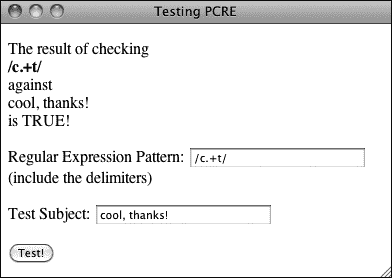 Testing PCRE
The result of checking
/c.+t/
against
cool, thanks!
is TRUE!
Regular Expression Pattern: /c.+t/
(include the delimiters)
Test Subject: cool, thanks!
Test!